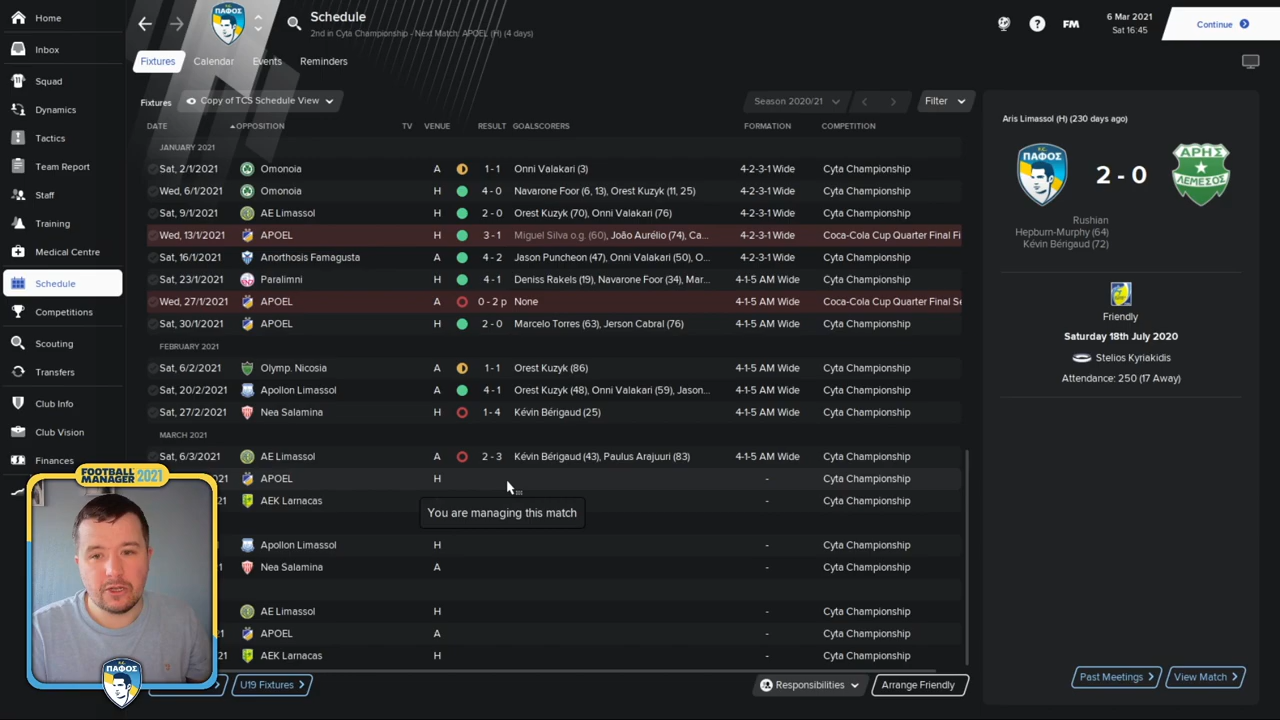 Home
Inbox
Squad
Dynamics
Tactics
Team Report
Staff
Training
Medical Centre
Schedule
Competitions
Scouting
Transfers
Club Info
Club Vision
Finances
ΠΑΦΟΣ
Schedule
2nd in Cyta Championship - Next Match: APOEL (H) (4 days)
FM
6 Mar 2021
Sat 16:45
Continue
Fixtures Calendar Events Reminders
Fixtures Copy of TCS Schedule View Season 2020/21 Filter
DATE OPPOSITION TV VENUE RESULT GOALSCORERS FORMATION COMPETITION
JANUARY 2021
Sat, 2/1/2021 Omonoia A 1-1 Onni Valakari (3) 4-2-3-1 Wide Cyta Championship
Wed, 6/1/2021 Omonoia H 4-0 Navarone Foor (6, 13), Orest Kuzyk (11, 25) 4-2-3-1 Wide Cyta Championship
Sat, 9/1/2021 AE Limassol H 2-0 Orest Kuzyk (70), Onni Valakari (76) 4-2-3-1 Wide Cyta Championship
Wed, 13/1/2021 APOEL H 3-1 Miguel Silva o.g. (60), João Aurélio (74), Ca... 4-2-3-1 Wide Coca-Cola Cup Quarter Final Fi
Sat, 16/1/2021 Anorthosis Famagusta A 4-2 Jason Puncheon (47), Onni Valakari (50), O... 4-2-3-1 Wide Cyta Championship
Sat, 23/1/2021 Paralimni H 4-1 Deniss Rakels (19), Navarone Foor (34), Mar... 4-1-5 AM Wide Cyta Championship
Wed, 27/1/2021 APOEL A 0-2 p None 4-1-5 AM Wide Coca-Cola Cup Quarter Final Se
Sat, 30/1/2021 APOEL H 2-0 Marcelo Torres (63), Jerson Cabral (76) 4-1-5 AM Wide Cyta Championship
FEBRUARY 2021
Sat, 6/2/2021 Olymp. Nicosia A 1-1 Orest Kuzyk (86) 4-1-5 AM Wide Cyta Championship
Sat, 20/2/2021 Apollon Limassol A 4-1 Orest Kuzyk (48), Onni Valakari (59), Jason... 4-1-5 AM Wide Cyta Championship
Sat, 27/2/2021 Nea Salamina H 1-4 Kévin Bérigaud (25) 4-1-5 AM Wide Cyta Championship
MARCH 2021
Sat, 6/3/2021 AE Limassol A 2-3 Kévin Bérigaud (43), Paulus Arajuuri (83) 4-1-5 AM Wide Cyta Championship
APOEL H - Cyta Championship
21 AEK Larnacas - Cyta Championship
You are managing this match
Apollon Limassol H - Cyta Championship
Nea Salamina A - Cyta Championship
AE Limassol H - Cyta Championship
21 APOEL A - Cyta Championship
AEK Larnacas H - Cyta Championship
U19 Fixtures Responsibilities Arrange Friendly
Aris Limassol (H) (230 days ago)
ΠΑΦΟΣ
2 - 0
ΑΡΗΣ
ΛΕΜΕΣΟΣ
Rushian
Hepburn-Murphy (64)
Kévin Bérigaud (72)
Friendly
Saturday 18th July 2020
Stelios Kyriakidis
Attendance: 250 (17 Away)
Past Meetings View Match
FOOTBALL
MANAGER 2021
ΠΑΦΟΣ